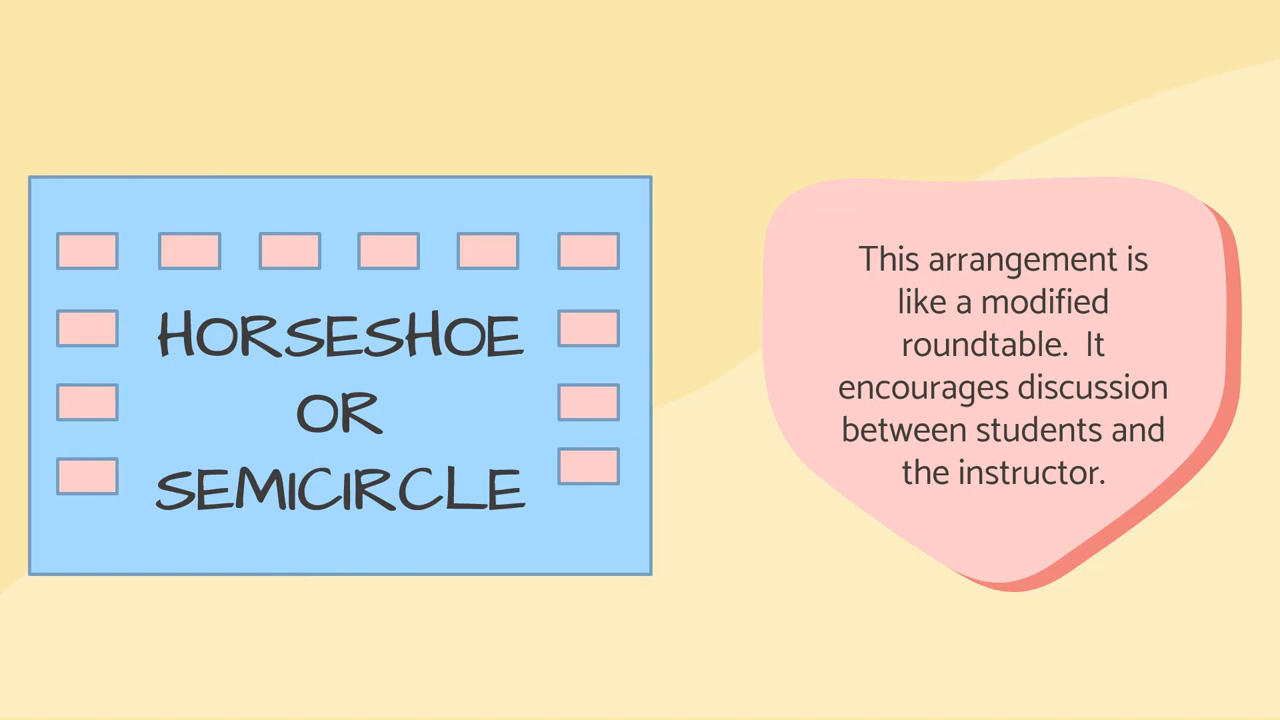 HORSESHOE
OR
SEMICIRCLE
This arrangement is
like a modified
roundtable.  It
encourages discussion
between students and
the instructor.